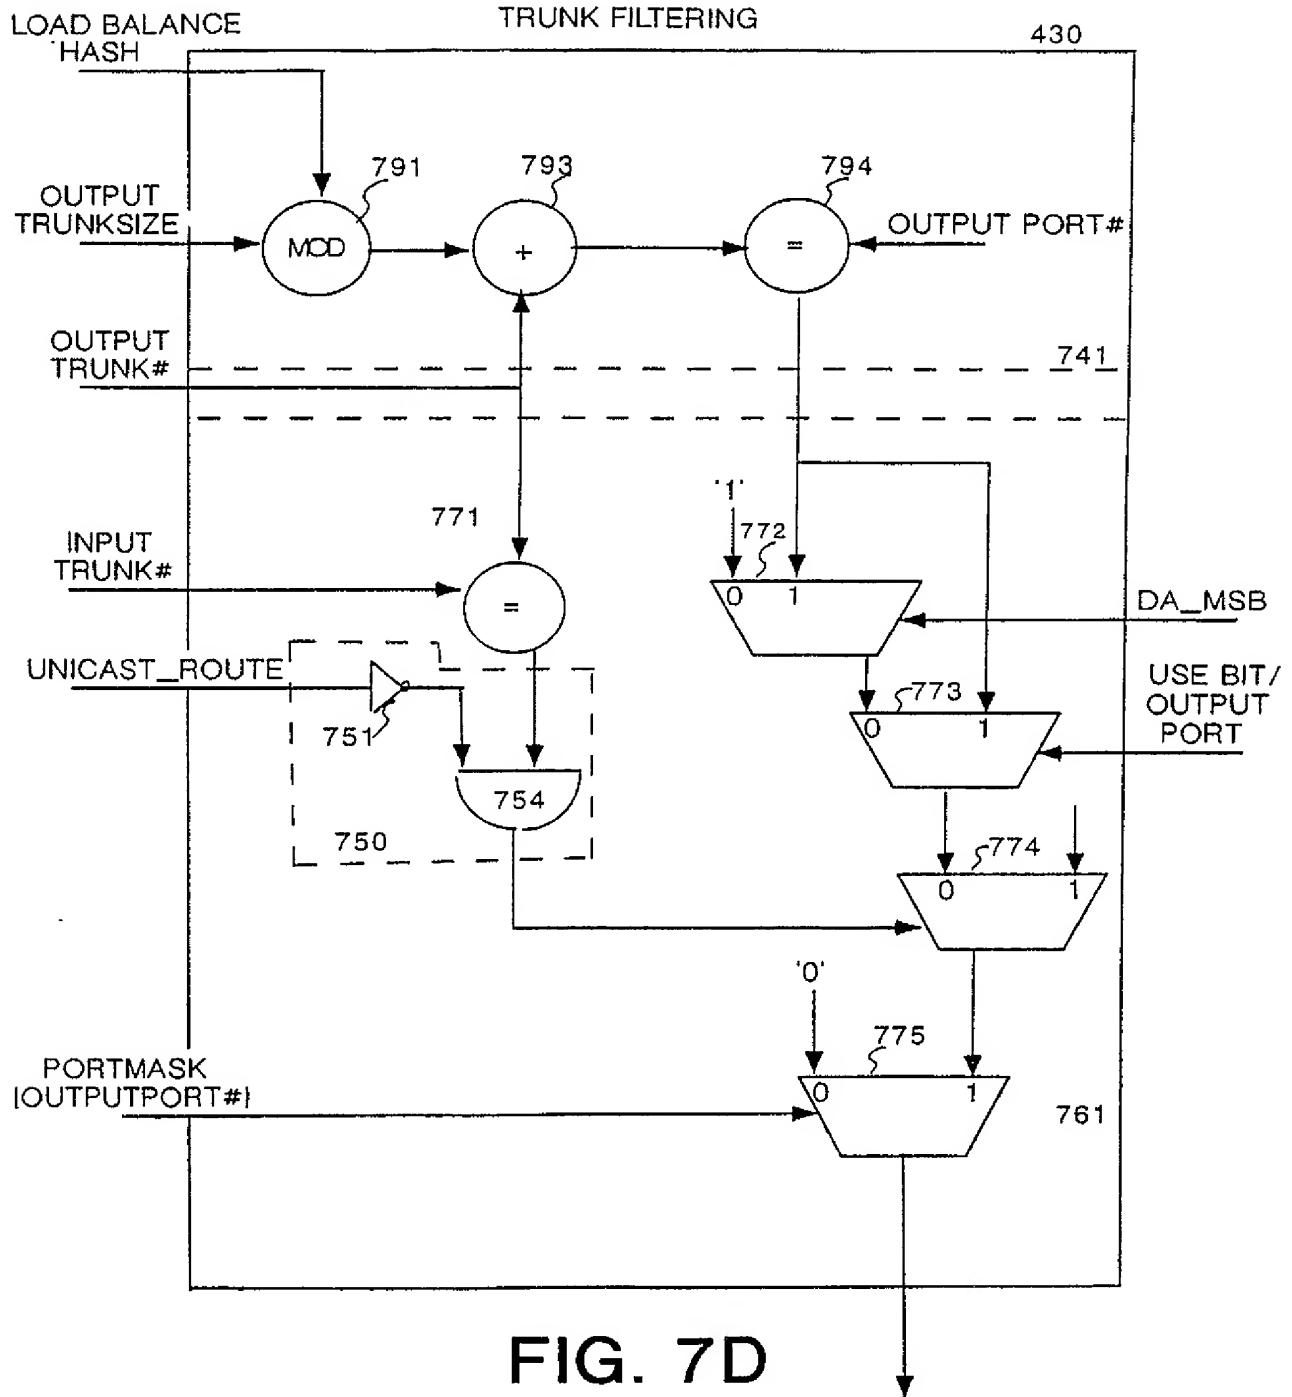 LOAD BALANCE
HASH
TRUNK FILTERING
430
791
793
794
OUTPUT
TRUNKSIZE
MOD
+
=
OUTPUT PORT#
OUTPUT
TRUNK#
741
'1'
771
772
INPUT
TRUNK#
=
0 1
DA_MSB
UNICAST_ROUTE
USE BIT/
OUTPUT
PORT
773
0 1
751
754
750
774
0 1
'0'
775
PORTMASK
[OUTPUTPORT#]
0 1
761
FIG. 7D